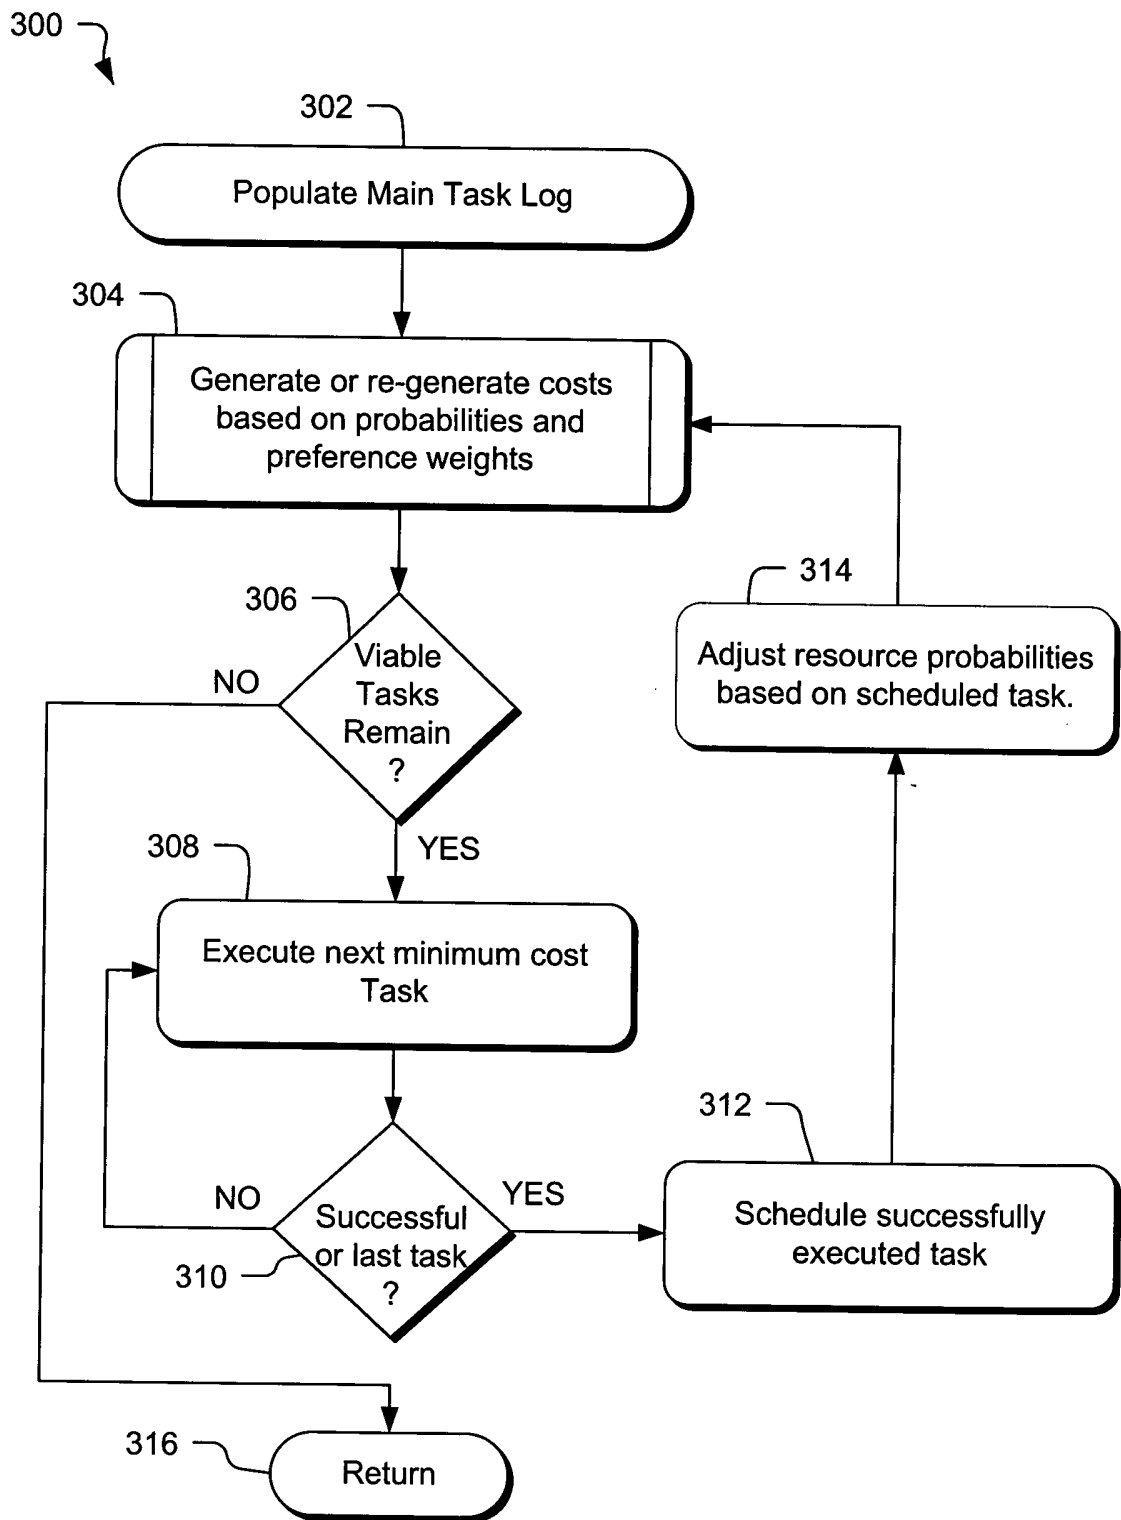 300
302
Populate Main Task Log
304
Generate or re-generate costs
based on probabilities and
preference weights
306
Viable
Tasks
Remain
?
NO
YES
314
Adjust resource probabilities
based on scheduled task.
308
Execute next minimum cost
Task
310
Successful
or last task
?
NO
YES
312
Schedule successfully
executed task
316
Return